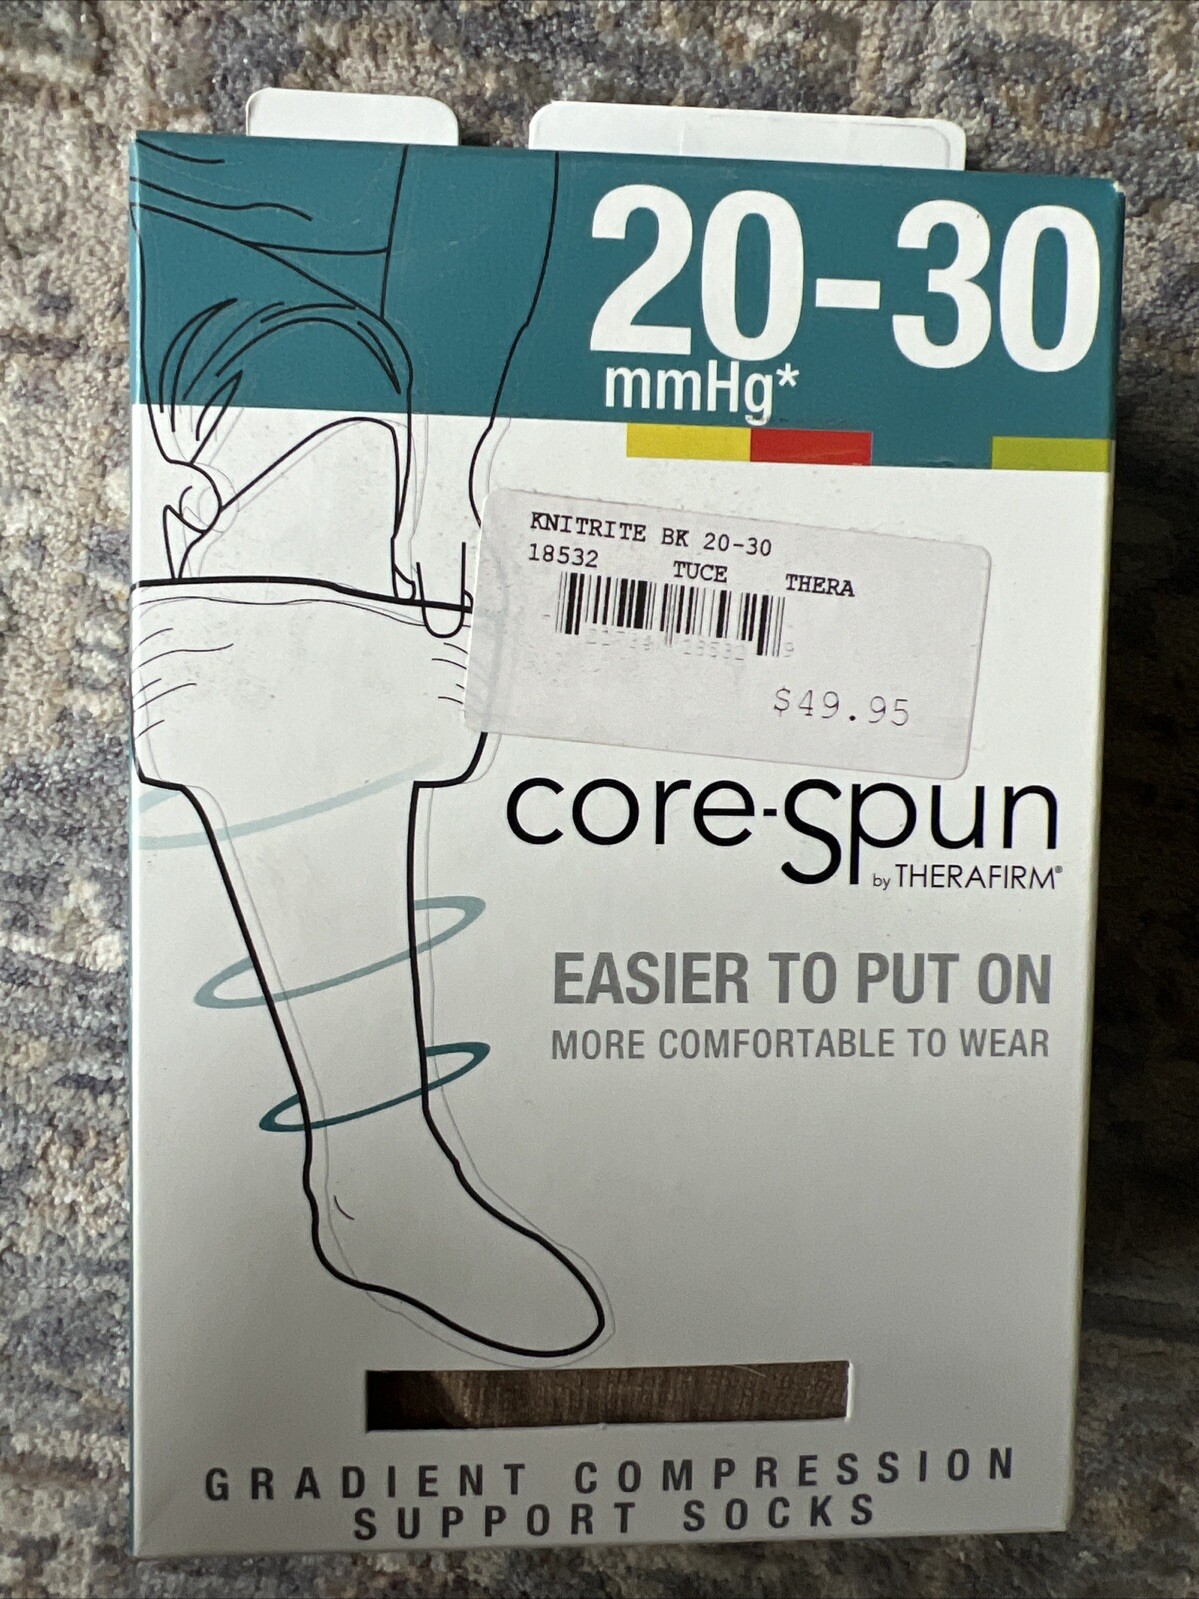 20-30
mmHg*
KNITRITE BK 20-30
18532 TUCE THERA
$49.95
core-spun
by THERAFIRM®
EASIER TO PUT ON
MORE COMFORTABLE TO WEAR
GRADIENT COMPRESSION
SUPPORT SOCKS